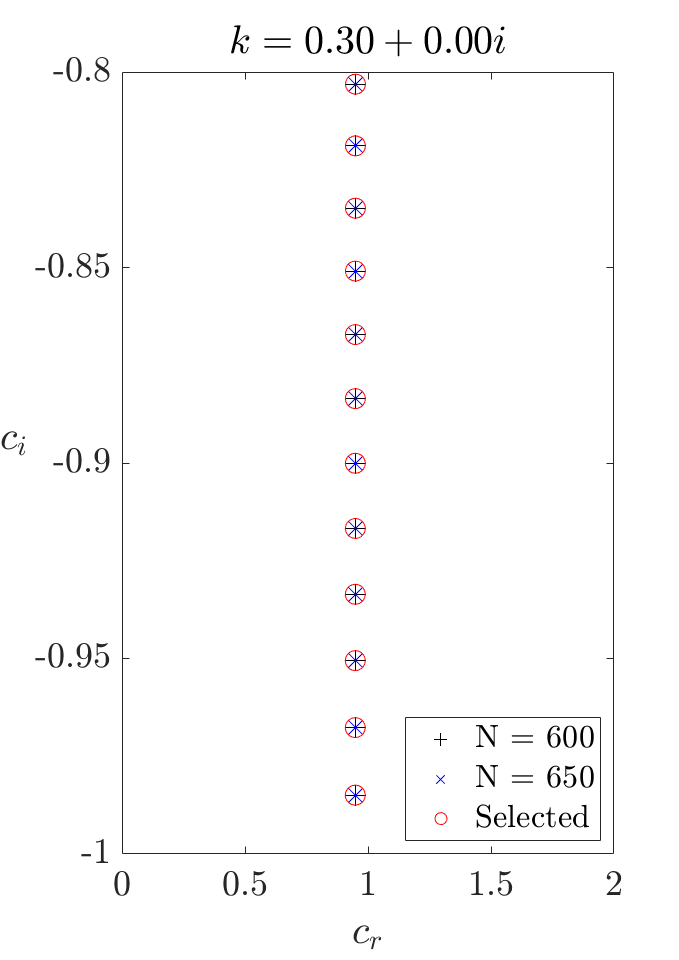 k = 0.30 + 0.00i
-0.8
-0.85
-0.9
-0.95
-1
c_i
0 0.5 1 1.5 2
c_r
N = 600
N = 650
Selected